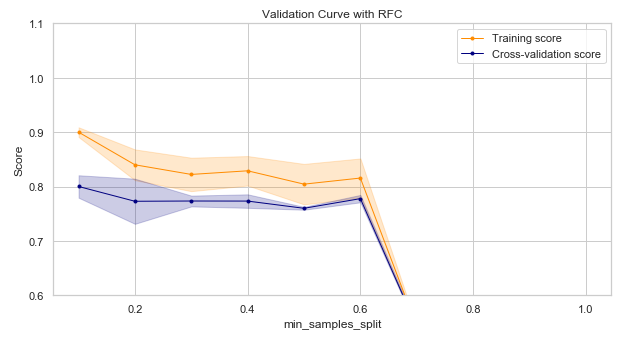 Validation Curve with RFC
1.1
1.0
0.9
0.8
0.7
0.6
Score
Training score
Cross-validation score
0.2
0.4
0.6
0.8
1.0
min_samples_split